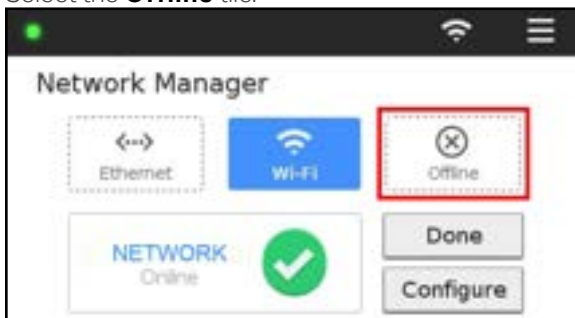 Select the Offline tile.
Network Manager
Ethernet
Wi-Fi
Offline
NETWORK
Online
Done
Configure